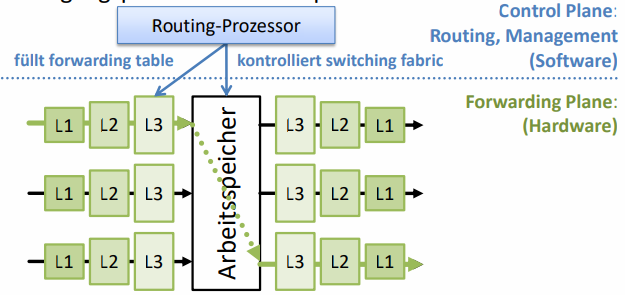 Routing-Prozessor
Control Plane:
Routing, Management
(Software)
füllt forwarding table
kontrolliert switching fabric
Forwarding Plane:
(Hardware)
L1 L2 L3
Arbeitsspeicher
L3 L2 L1
L1 L2 L3
L3 L2 L1
L1 L2 L3
L3 L2 L1